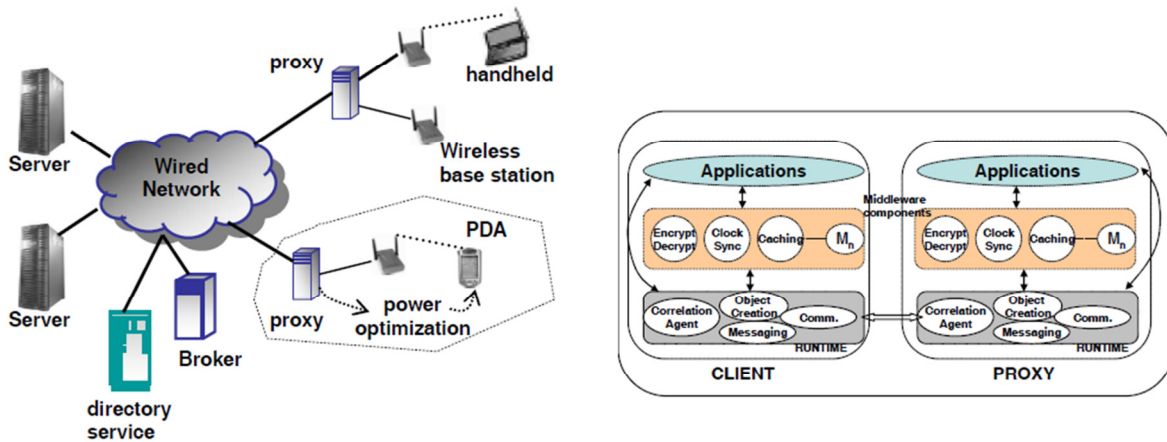 proxy
handheld
Server
Wired
Network
Wireless
base station
PDA
Server
proxy
power
optimization
Broker
directory
service
Applications
Middleware
components
Encrypt
Decrypt
Clock
Sync
Caching
Mn
Correlation
Agent
Object
Creation
Comm.
Messaging
RUNTIME
CLIENT
Applications
Encrypt
Decrypt
Clock
Sync
Caching
Mn
Correlation
Agent
Object
Creation
Comm.
Messaging
RUNTIME
PROXY